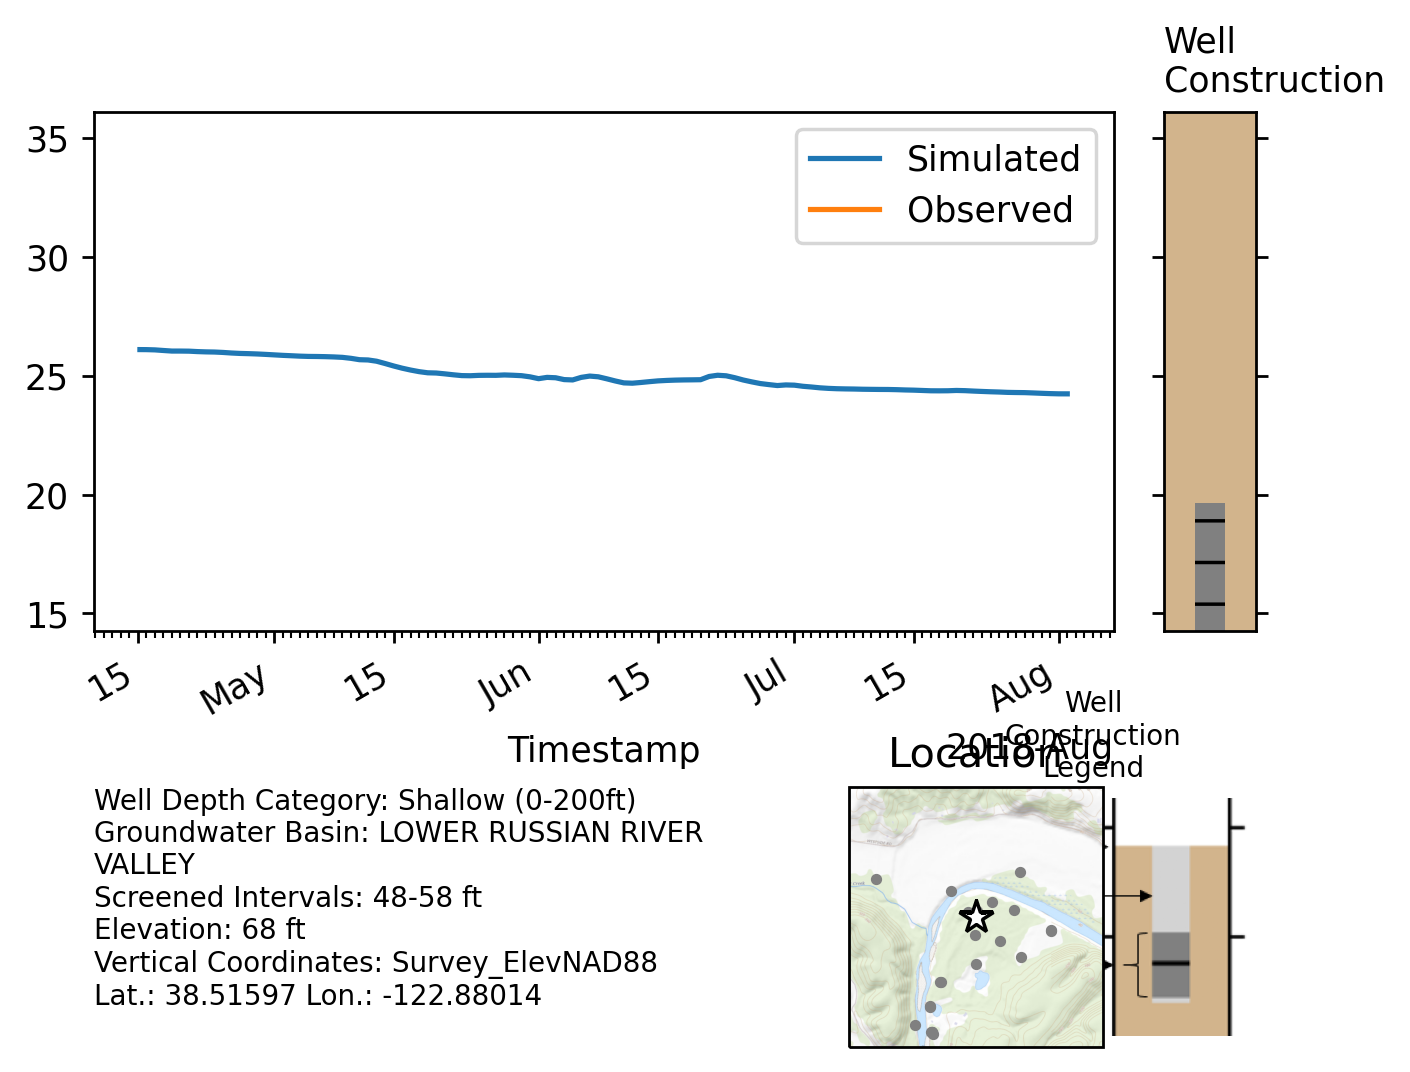 Well
Construction
35
30
25
20
15
Simulated
Observed
15
May
15
Jun
15
Jul
15
Aug
Timestamp
2018-Aug
Location
Well
Construction
Legend
Well Depth Category: Shallow (0-200ft)
Groundwater Basin: LOWER RUSSIAN RIVER
VALLEY
Screened Intervals: 48-58 ft
Elevation: 68 ft
Vertical Coordinates: Survey_ElevNAD88
Lat.: 38.51597 Lon.: -122.88014